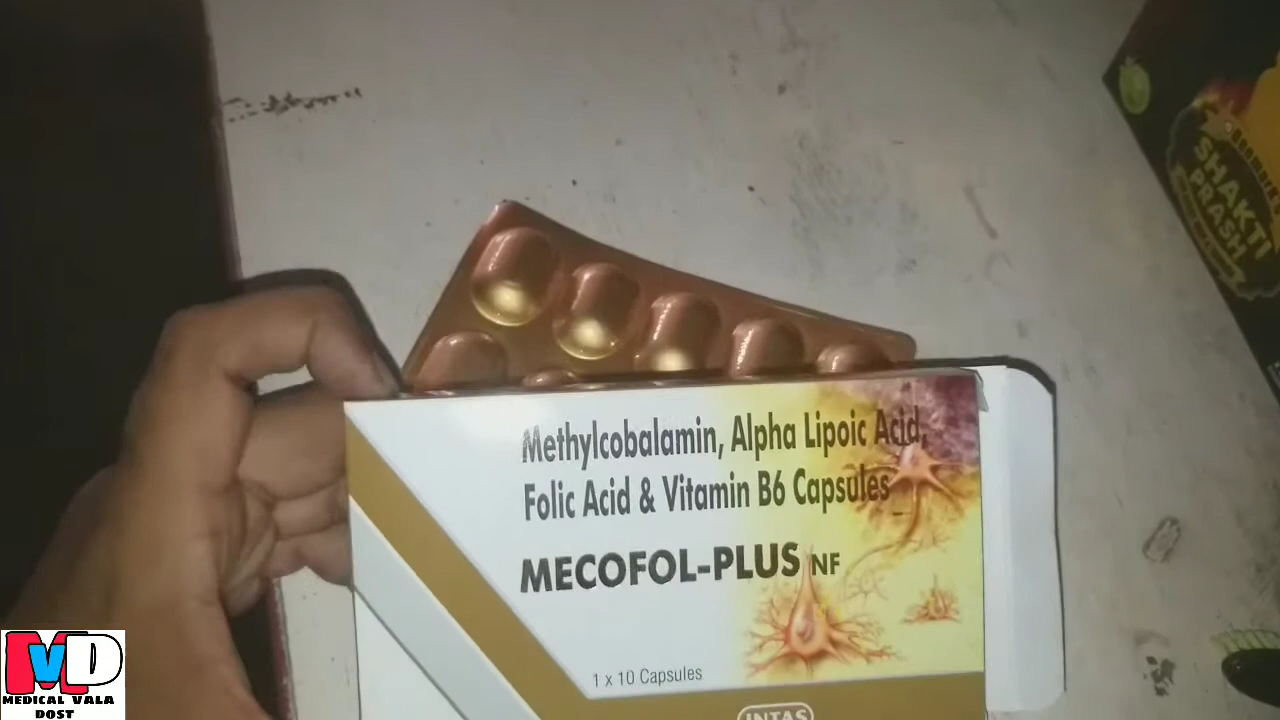 Methylcobalamin, Alpha Lipoic Acid,
Folic Acid & Vitamin B6 Capsules
MECOFOL-PLUS NF
1 x 10 Capsules
INTAS
SHAKTI
PRASH
MVD
MEDICAL VALA
DOST